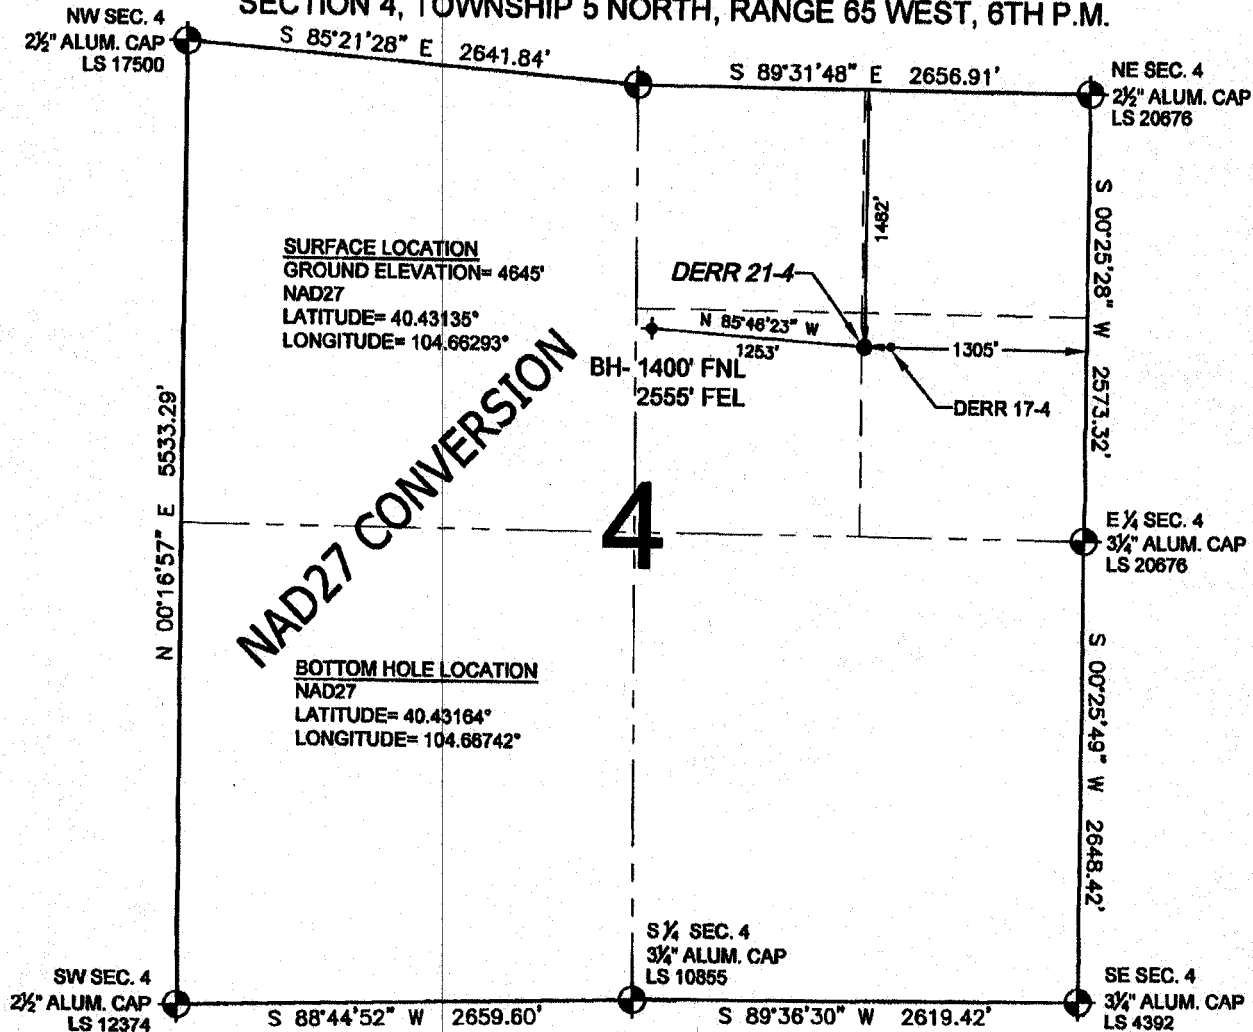 SECTION 4, TOWNSHIP 5 NORTH, RANGE 65 WEST, 6TH P.M.
NW SEC. 4
2½" ALUM. CAP
LS 17500
S 85°21'28" E 2641.84'
S 89°31'48" E 2656.91'
NE SEC. 4
2½" ALUM. CAP
LS 20676
S 00°25'28" W 2573.32'
1482'
SURFACE LOCATION
GROUND ELEVATION= 4645'
NAD27
LATITUDE= 40.43135°
LONGITUDE= 104.66293°
DERR 21-4
N 85°46'23" W
1253'
1305'
BH- 1400' FNL
2555' FEL
DERR 17-4
N 00°16'57" E 5533.29'
NAD27 CONVERSION
4
E ¼ SEC. 4
3¼" ALUM. CAP
LS 20676
BOTTOM HOLE LOCATION
NAD27
LATITUDE= 40.43164°
LONGITUDE= 104.66742°
S 00°25'49" W 2648.42'
S ¼ SEC. 4
3¼" ALUM. CAP
LS 10855
SW SEC. 4
2½" ALUM. CAP
LS 12374
S 88°44'52" W 2659.60'
S 89°36'30" W 2619.42'
SE SEC. 4
3¼" ALUM. CAP
LS 4392